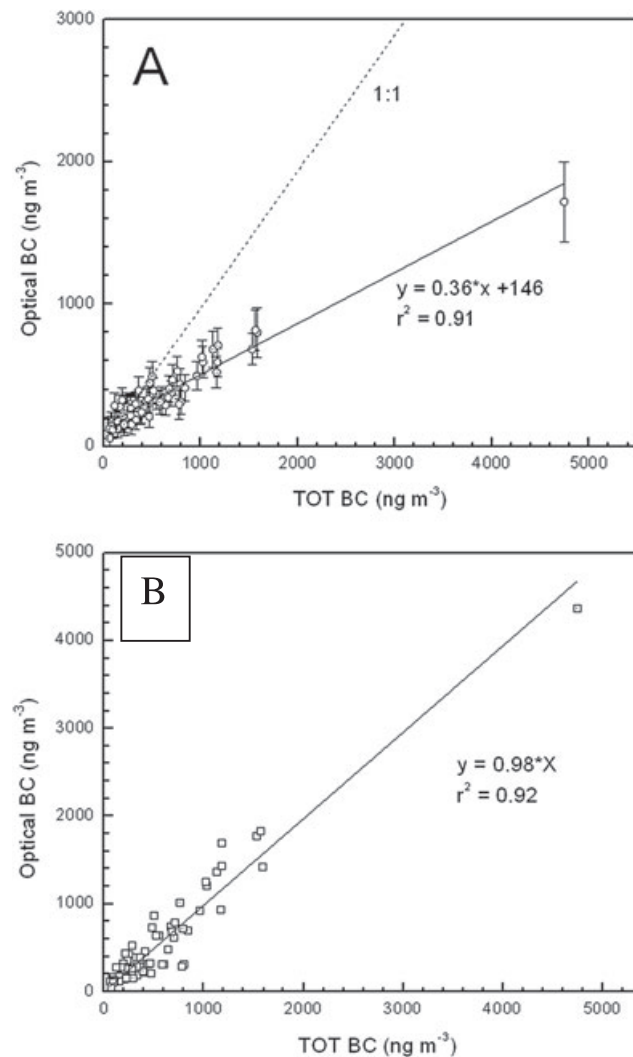 3000
A
1:1
2000
Optical BC (ng m⁻³)
y = 0.36*x +146
r² = 0.91
1000
0
0 1000 2000 3000 4000 5000
TOT BC (ng m⁻³)
5000
B
4000
Optical BC (ng m⁻³)
3000
y = 0.98*X
r² = 0.92
2000
1000
0
0 1000 2000 3000 4000 5000
TOT BC (ng m⁻³)